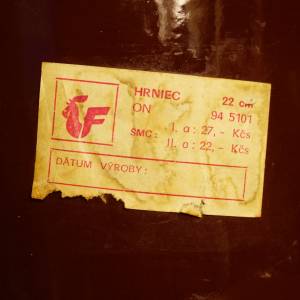 F
HRNIEC 22 cm
ON 94 5101
SMC: I. a: 27,- Kčs
II. a: 22,- Kčs
DÁTUM VÝROBY: